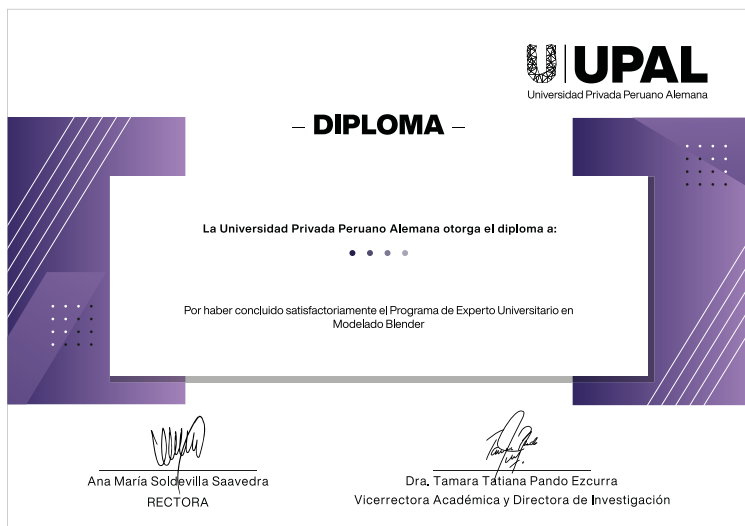 UPAL
Universidad Privada Peruano Alemana
– DIPLOMA –
La Universidad Privada Peruano Alemana otorga el diploma a:
Por haber concluido satisfactoriamente el Programa de Experto Universitario en
Modelado Blender
Ana María Soldevilla Saavedra
RECTORA
Dra. Tamara Tatiana Pando Ezcurra
Vicerrectora Académica y Directora de Investigación